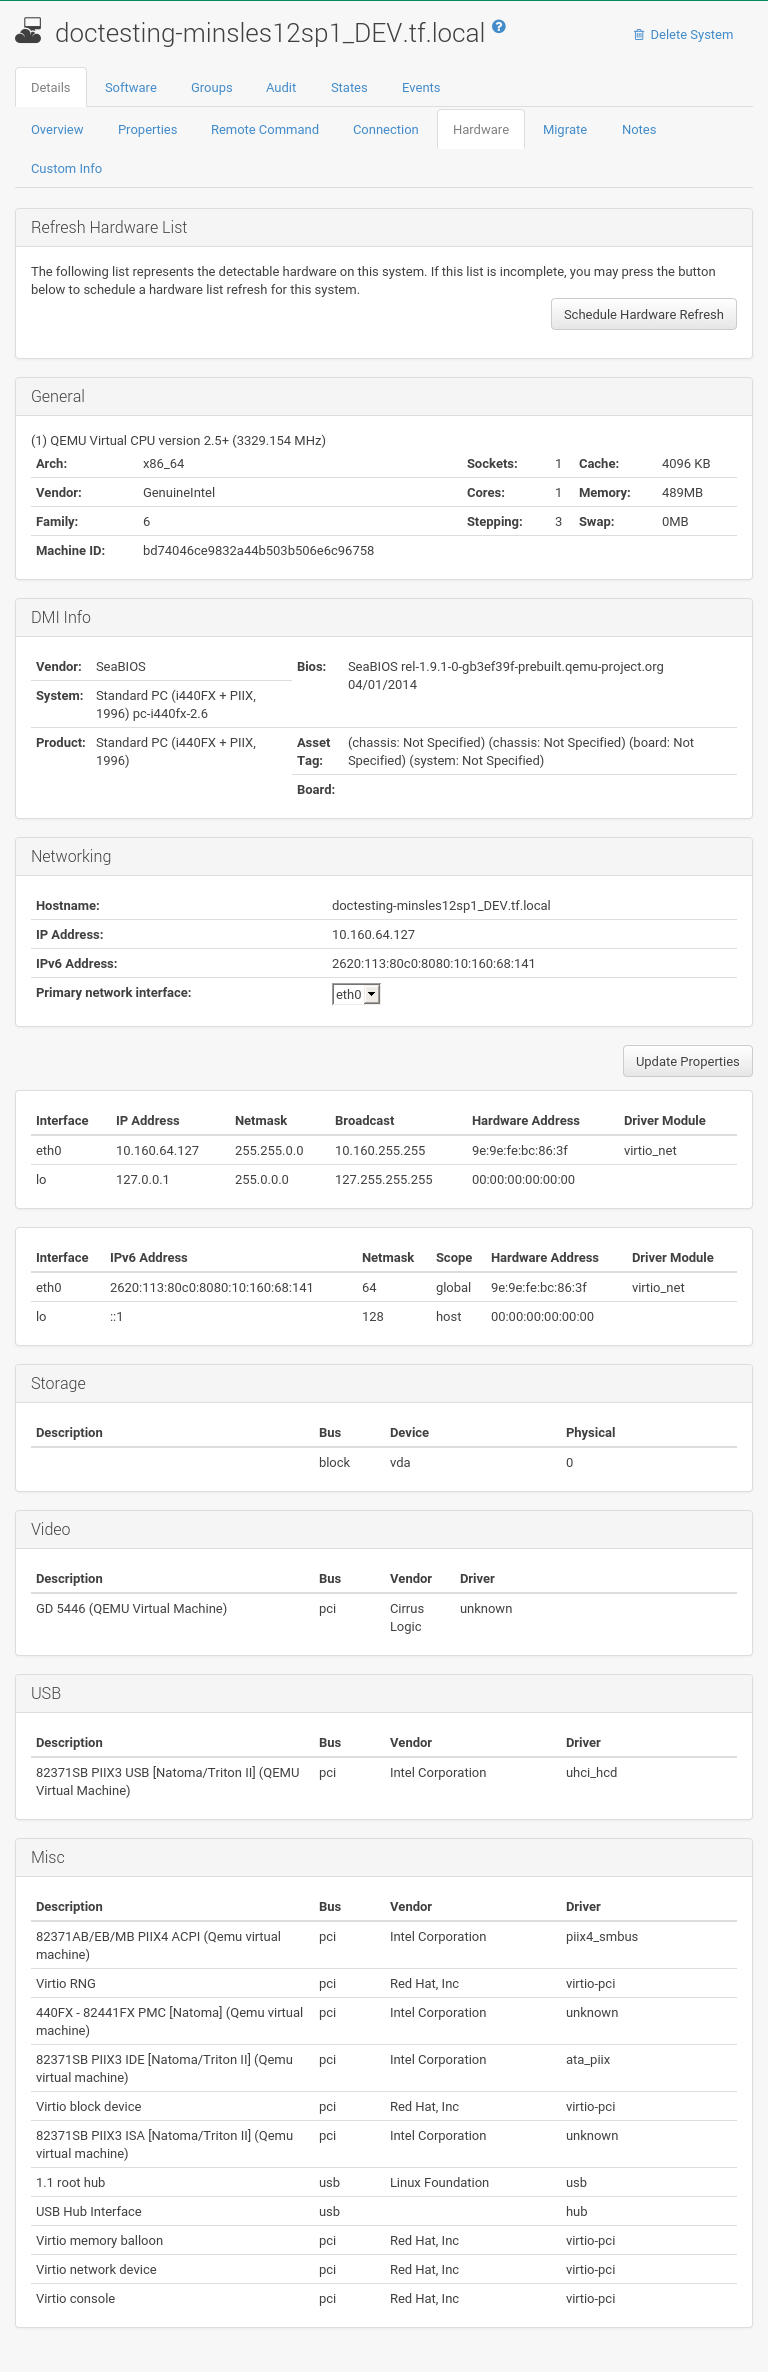 doctesting-minsles12sp1_DEV.tf.local ? Delete System
Details Software Groups Audit States Events
Overview Properties Remote Command Connection Hardware Migrate Notes
Custom Info
Refresh Hardware List
The following list represents the detectable hardware on this system. If this list is incomplete, you may press the button
below to schedule a hardware list refresh for this system.
Schedule Hardware Refresh
General
(1) QEMU Virtual CPU version 2.5+ (3329.154 MHz)
Arch: x86_64 Sockets: 1 Cache: 4096 KB
Vendor: GenuineIntel Cores: 1 Memory: 489MB
Family: 6 Stepping: 3 Swap: 0MB
Machine ID: bd74046ce9832a44b503b506e6c96758
DMI Info
Vendor: SeaBIOS Bios: SeaBIOS rel-1.9.1-0-gb3ef39f-prebuilt.qemu-project.org
04/01/2014
System: Standard PC (i440FX + PIIX,
1996) pc-i440fx-2.6
Product: Standard PC (i440FX + PIIX, Asset (chassis: Not Specified) (chassis: Not Specified) (board: Not
1996) Tag: Specified) (system: Not Specified)
Board:
Networking
Hostname: doctesting-minsles12sp1_DEV.tf.local
IP Address: 10.160.64.127
IPv6 Address: 2620:113:80c0:8080:10:160:68:141
Primary network interface: eth0
Update Properties
Interface IP Address Netmask Broadcast Hardware Address Driver Module
eth0 10.160.64.127 255.255.0.0 10.160.255.255 9e:9e:fe:bc:86:3f virtio_net
lo 127.0.0.1 255.0.0.0 127.255.255.255 00:00:00:00:00:00
Interface IPv6 Address Netmask Scope Hardware Address Driver Module
eth0 2620:113:80c0:8080:10:160:68:141 64 global 9e:9e:fe:bc:86:3f virtio_net
lo ::1 128 host 00:00:00:00:00:00
Storage
Description Bus Device Physical
block vda 0
Video
Description Bus Vendor Driver
GD 5446 (QEMU Virtual Machine) pci Cirrus unknown
Logic
USB
Description Bus Vendor Driver
82371SB PIIX3 USB [Natoma/Triton II] (QEMU pci Intel Corporation uhci_hcd
Virtual Machine)
Misc
Description Bus Vendor Driver
82371AB/EB/MB PIIX4 ACPI (Qemu virtual pci Intel Corporation piix4_smbus
machine)
Virtio RNG pci Red Hat, Inc virtio-pci
440FX - 82441FX PMC [Natoma] (Qemu virtual pci Intel Corporation unknown
machine)
82371SB PIIX3 IDE [Natoma/Triton II] (Qemu pci Intel Corporation ata_piix
virtual machine)
Virtio block device pci Red Hat, Inc virtio-pci
82371SB PIIX3 ISA [Natoma/Triton II] (Qemu pci Intel Corporation unknown
virtual machine)
1.1 root hub usb Linux Foundation usb
USB Hub Interface usb hub
Virtio memory balloon pci Red Hat, Inc virtio-pci
Virtio network device pci Red Hat, Inc virtio-pci
Virtio console pci Red Hat, Inc virtio-pci